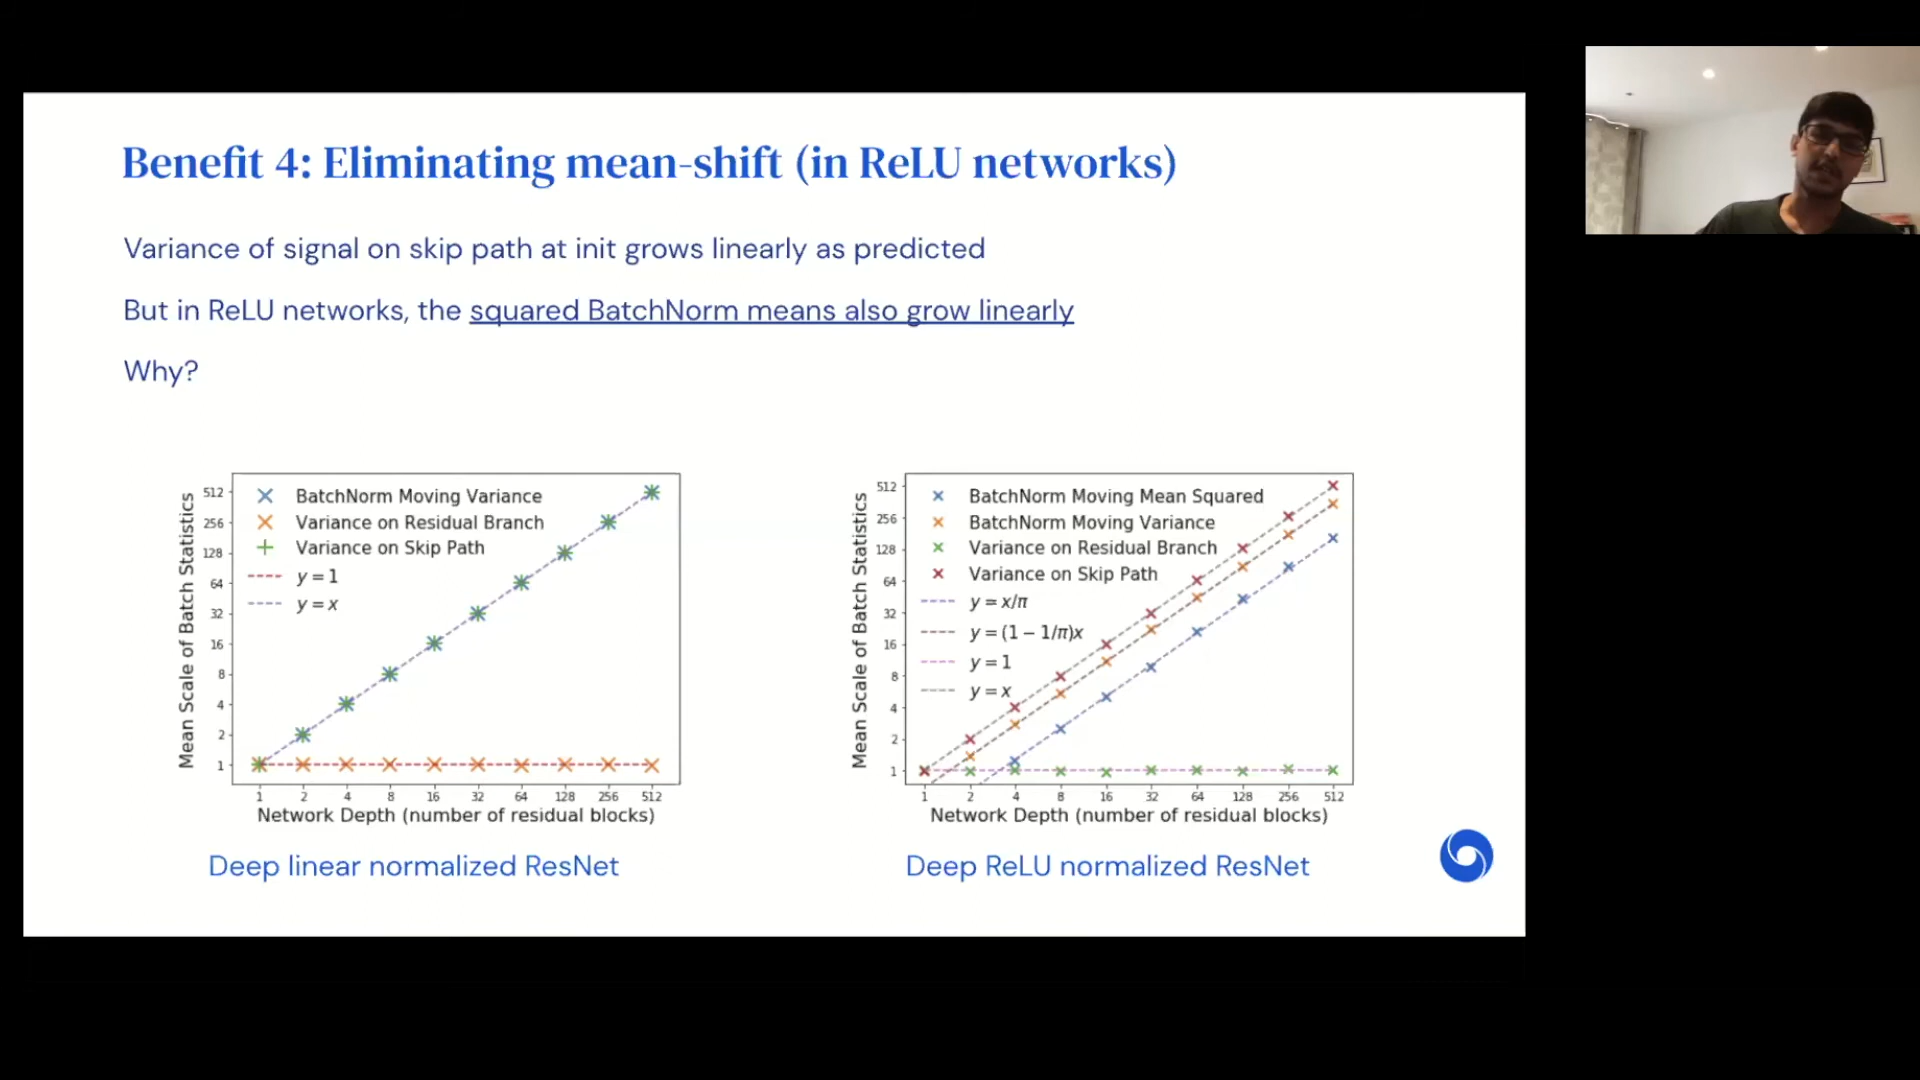 Benefit 4: Eliminating mean-shift (in ReLU networks)
Variance of signal on skip path at init grows linearly as predicted
But in ReLU networks, the squared BatchNorm means also grow linearly
Why?
Mean Scale of Batch Statistics
512
256
128
64
32
16
8
4
2
1
BatchNorm Moving Variance
Variance on Residual Branch
Variance on Skip Path
y = 1
y = x
1 2 4 8 16 32 64 128 256 512
Network Depth (number of residual blocks)
Deep linear normalized ResNet
Mean Scale of Batch Statistics
512
256
128
64
32
16
8
4
2
1
BatchNorm Moving Mean Squared
BatchNorm Moving Variance
Variance on Residual Branch
Variance on Skip Path
y = x/π
y = (1 − 1/π)x
y = 1
y = x
1 2 4 8 16 32 64 128 256 512
Network Depth (number of residual blocks)
Deep ReLU normalized ResNet